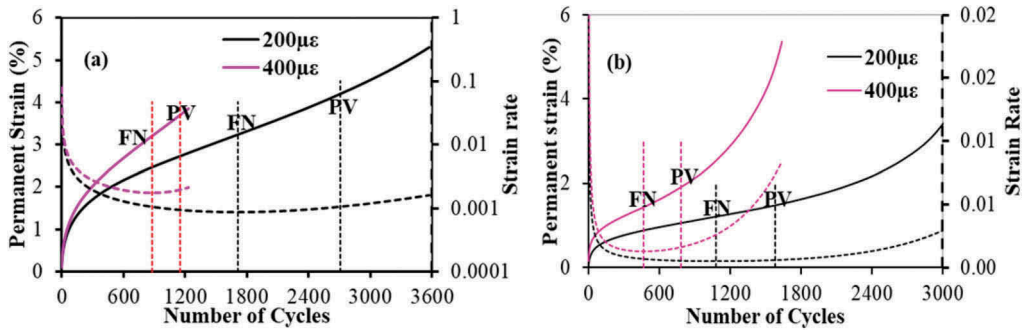 (a)
200με
400με
Permanent Strain (%)
6
5
4
3
2
1
0
FN
PV
FN
PV
1
0.1
0.01
0.001
0.0001
Strain rate
0
600
1200
1800
2400
3000
3600
Number of Cycles
(b)
200με
400με
Permanent strain (%)
6
4
2
0
FN
PV
FN
PV
0.02
0.02
0.01
0.01
0.00
Strain Rate
0
600
1200
1800
2400
3000
Number of Cycles